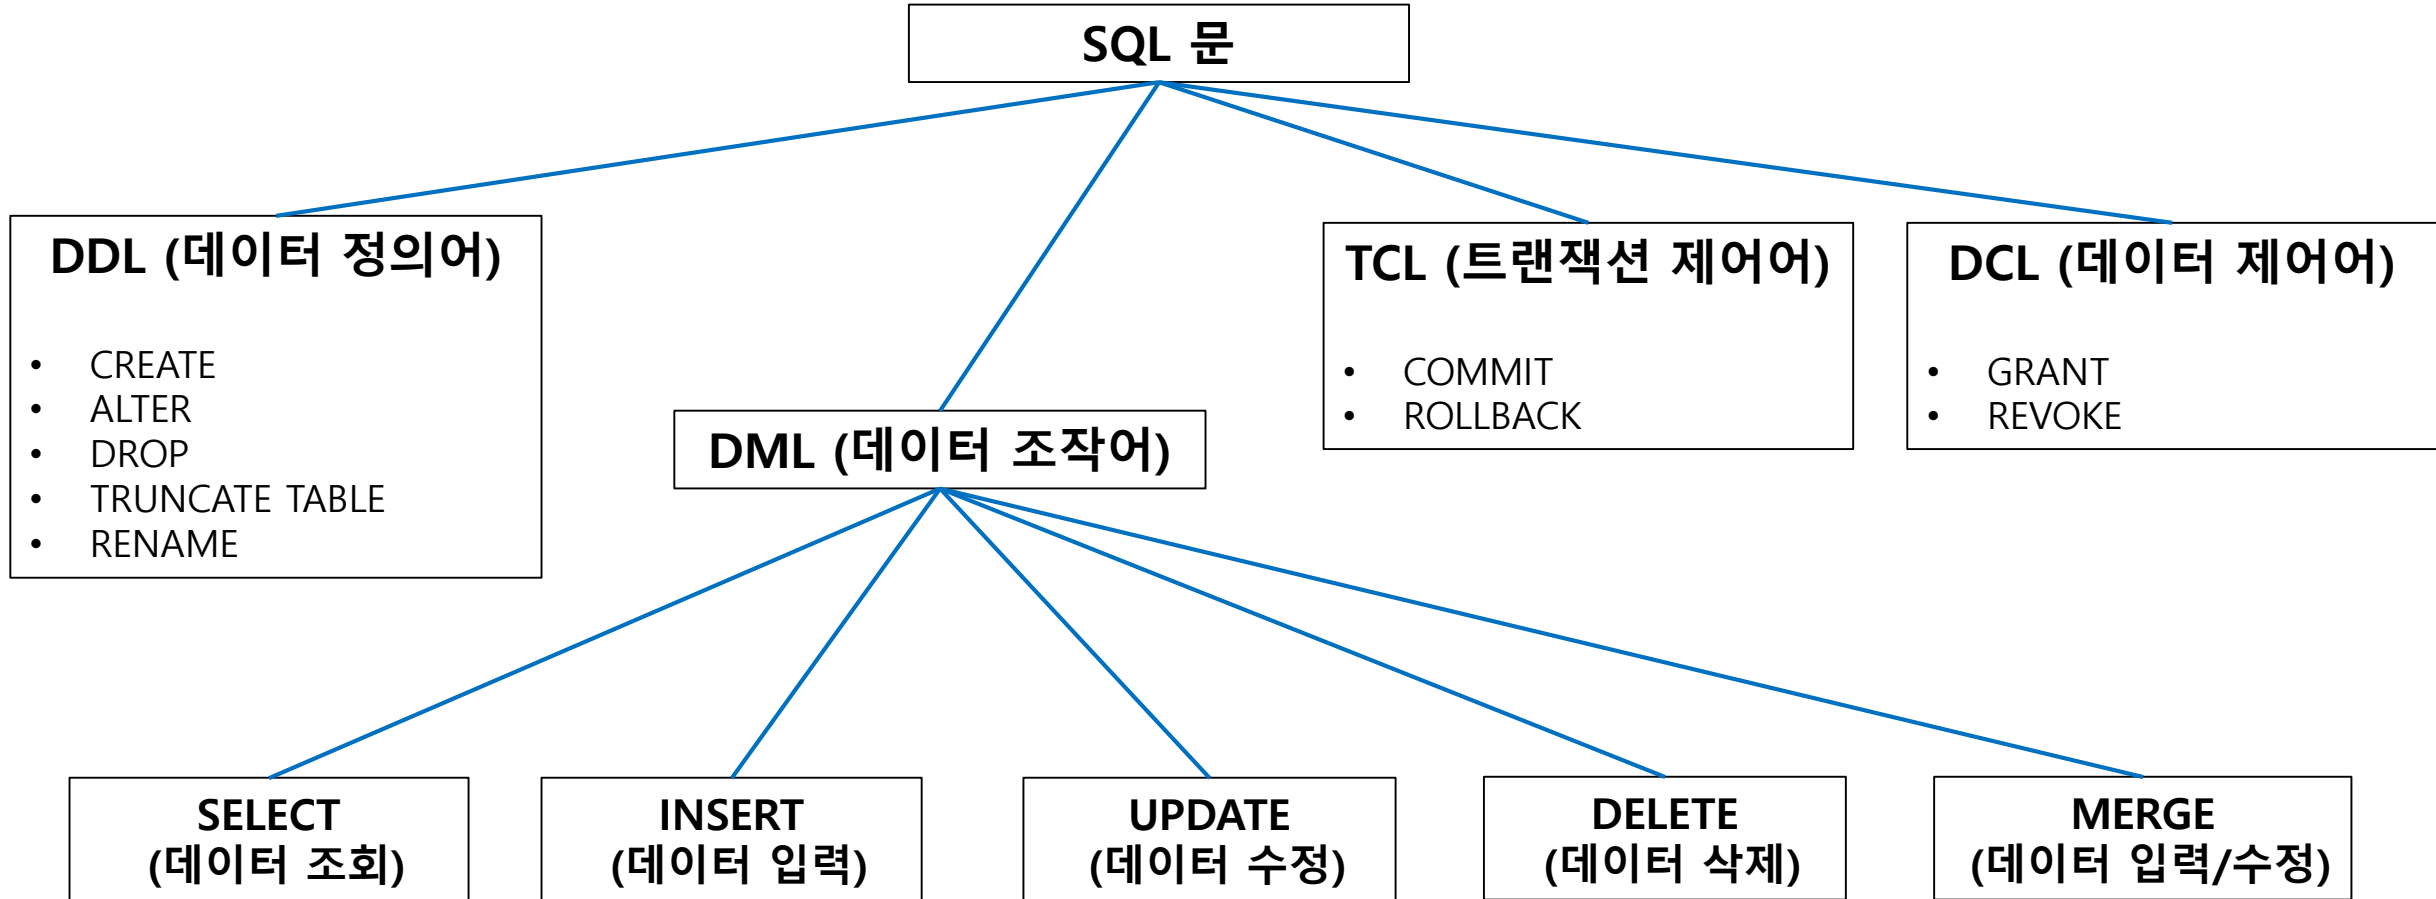 SQL 문
DDL (데이터 정의어)
• CREATE
• ALTER
• DROP
• TRUNCATE TABLE
• RENAME
DML (데이터 조작어)
TCL (트랜잭션 제어어)
• COMMIT
• ROLLBACK
DCL (데이터 제어어)
• GRANT
• REVOKE
SELECT
(데이터 조회)
INSERT
(데이터 입력)
UPDATE
(데이터 수정)
DELETE
(데이터 삭제)
MERGE
(데이터 입력/수정)